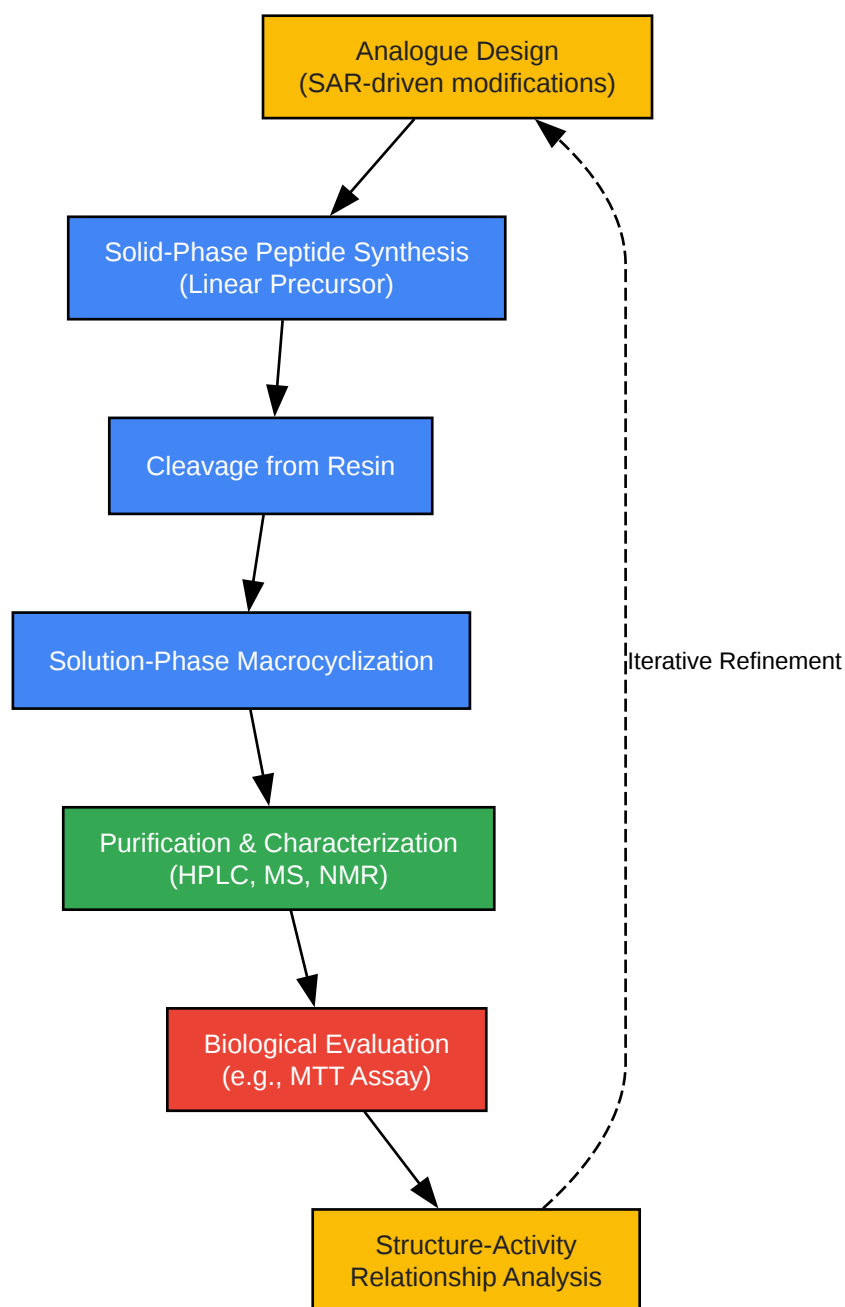 Analogue Design
(SAR-driven modifications)
Solid-Phase Peptide Synthesis
(Linear Precursor)
Cleavage from Resin
Solution-Phase Macrocyclization
Iterative Refinement
Purification & Characterization
(HPLC, MS, NMR)
Biological Evaluation
(e.g., MTT Assay)
Structure-Activity
Relationship Analysis